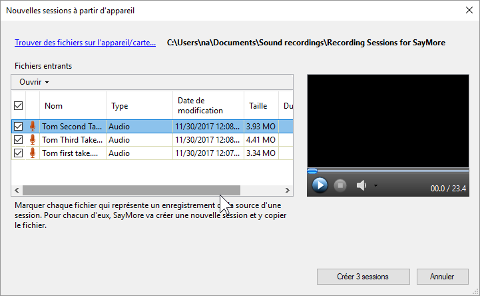 Nouvelles sessions à partir d'appareil
Trouver des fichiers sur l'appareil/carte... C:\Users\na\Documents\Sound recordings\Recording Sessions for SayMore
Fichiers entrants
Ouvrir
Nom Type Date de modification Taille Du
Tom Second Ta... Audio 11/30/2017 12:08... 3.93 MO
Tom Third Take... Audio 11/30/2017 12:08... 4.41 MO
Tom first take.... Audio 11/30/2017 12:07... 3.34 MO
00.0 / 23.4
Marquer chaque fichier qui représente un enregistrement de la source d'une
session. Pour chacun d'eux, SayMore va créer une nouvelle session et y copier
le fichier.
Créer 3 sessions Annuler